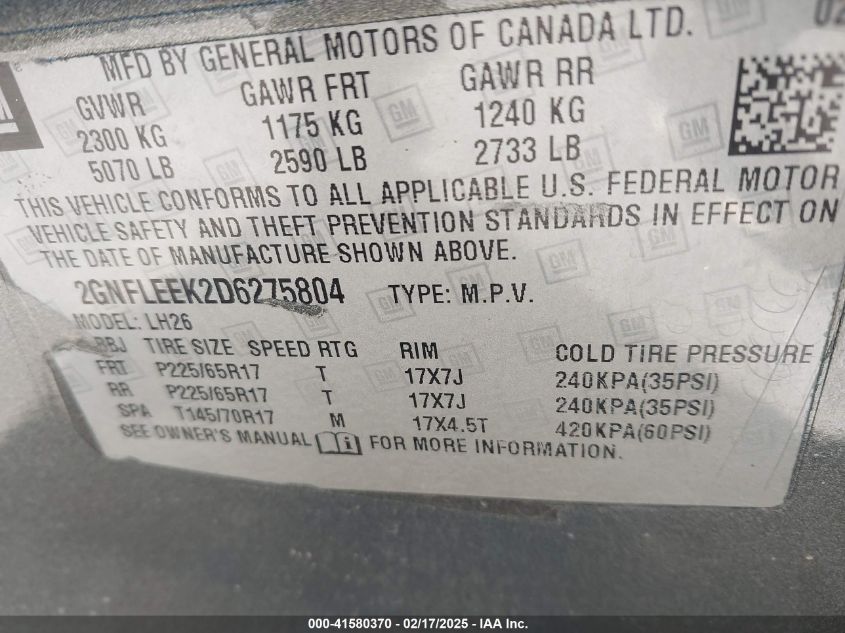 02
MFD BY GENERAL MOTORS OF CANADA LTD.
GVWR GAWR FRT GAWR RR
2300 KG 1175 KG 1240 KG
5070 LB 2590 LB 2733 LB
THIS VEHICLE CONFORMS TO ALL APPLICABLE U.S. FEDERAL MOTOR
VEHICLE SAFETY AND THEFT PREVENTION STANDARDS IN EFFECT ON
THE DATE OF MANUFACTURE SHOWN ABOVE.
2GNFLEEK2D6275804 TYPE: M.P.V.
MODEL: LH26
RBJ TIRE SIZE SPEED RTG RIM COLD TIRE PRESSURE
FRT P225/65R17 T 17X7J 240KPA(35PSI)
RR P225/65R17 T 17X7J 240KPA(35PSI)
SPA T145/70R17 M 17X4.5T 420KPA(60PSI)
SEE OWNER'S MANUAL FOR MORE INFORMATION.
000-41580370 - 02/17/2025 - IAA Inc.